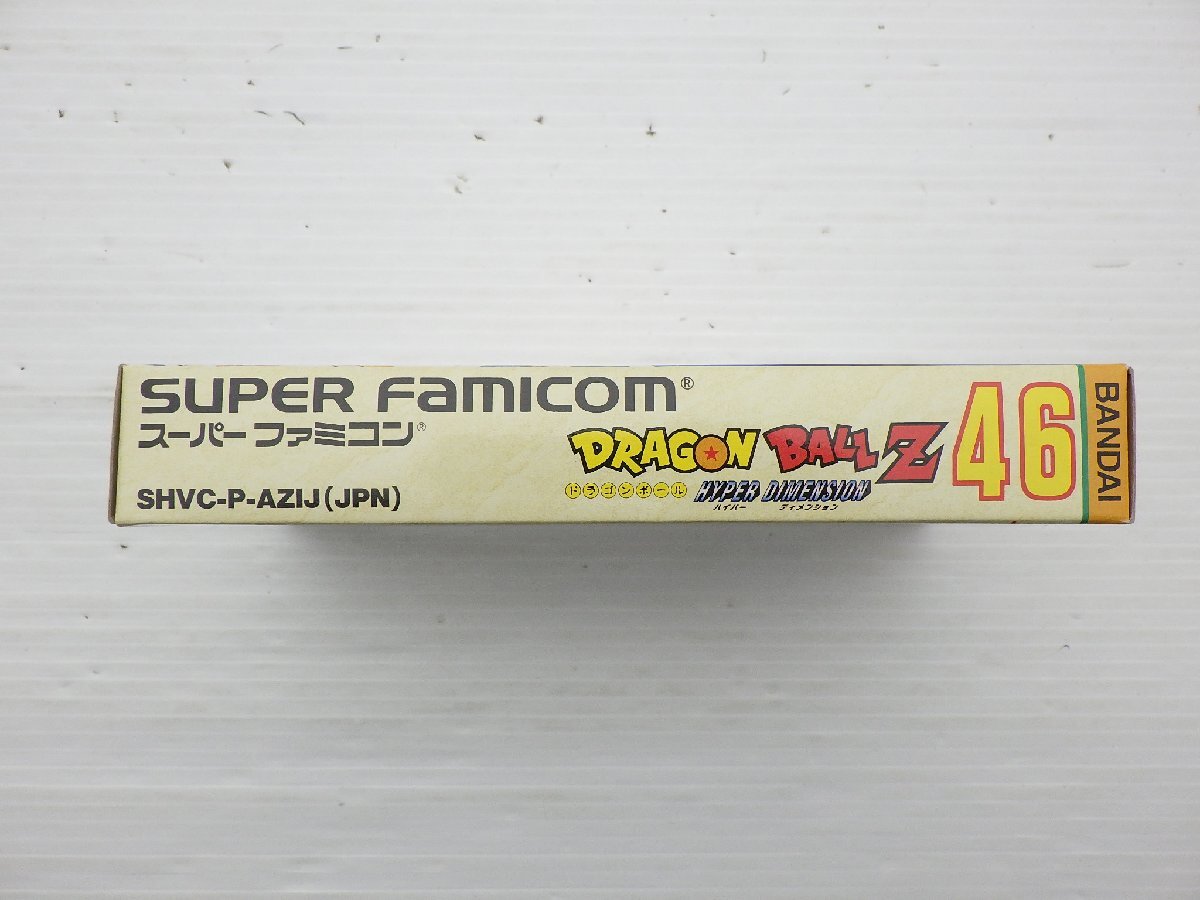 SUPER FAMICOM®
スーパーファミコン®
SHVC-P-AZIJ(JPN)
DRAGON BALL Z
ドラゴンボール HYPER DIMENSION
ハイパー ディメンション
46
BANDAI